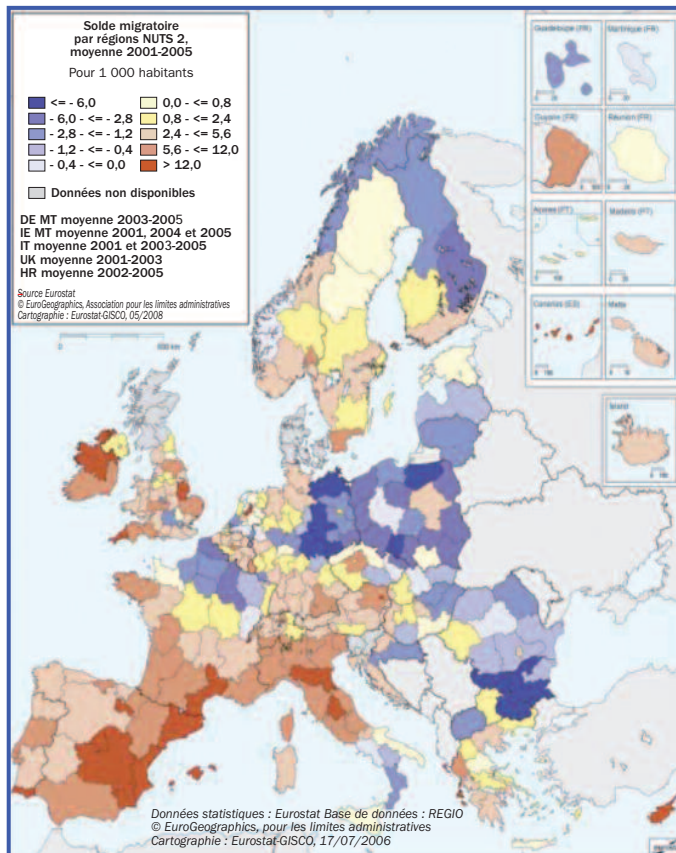 Solde migratoire
par régions NUTS 2,
moyenne 2001-2005
Pour 1 000 habitants
<= - 6,0
- 6,0 - <= - 2,8
- 2,8 - <= - 1,2
- 1,2 - <= - 0,4
- 0,4 - <= 0,0
0,0 - <= 0,8
0,8 - <= 2,4
2,4 - <= 5,6
5,6 - <= 12,0
> 12,0
Données non disponibles
DE MT moyenne 2003-2005
IE MT moyenne 2001, 2004 et 2005
IT moyenne 2001 et 2003-2005
UK moyenne 2001-2003
HR moyenne 2002-2005
Source Eurostat
© EuroGeographics, Association pour les limites administratives
Cartographie : Eurostat-GISCO, 05/2008
Guadeloupe (FR)
Martinique (FR)
Guyane (FR)
Réunion (FR)
Açores (PT)
Madeira (PT)
Canarias (ES)
Malta
Island
Données statistiques : Eurostat Base de données : REGIO
© EuroGeographics, pour les limites administratives
Cartographie : Eurostat-GISCO, 17/07/2006